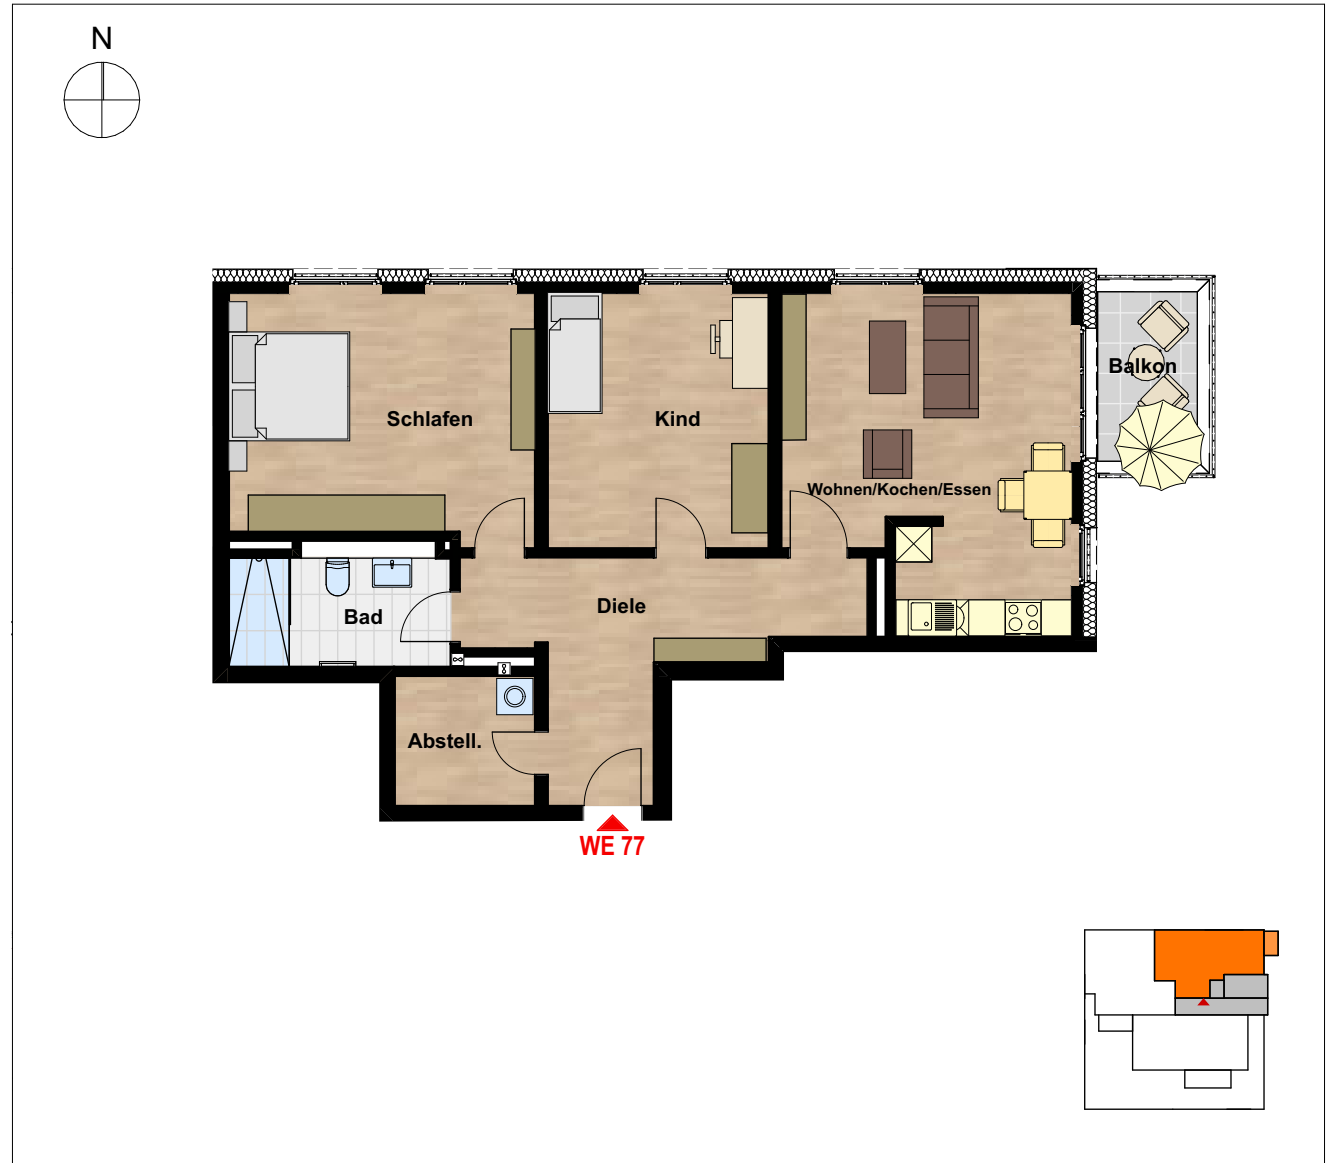 N
Schlafen
Kind
Balkon
Wohnen/Kochen/Essen
Bad
Diele
Abstell.
WE 77